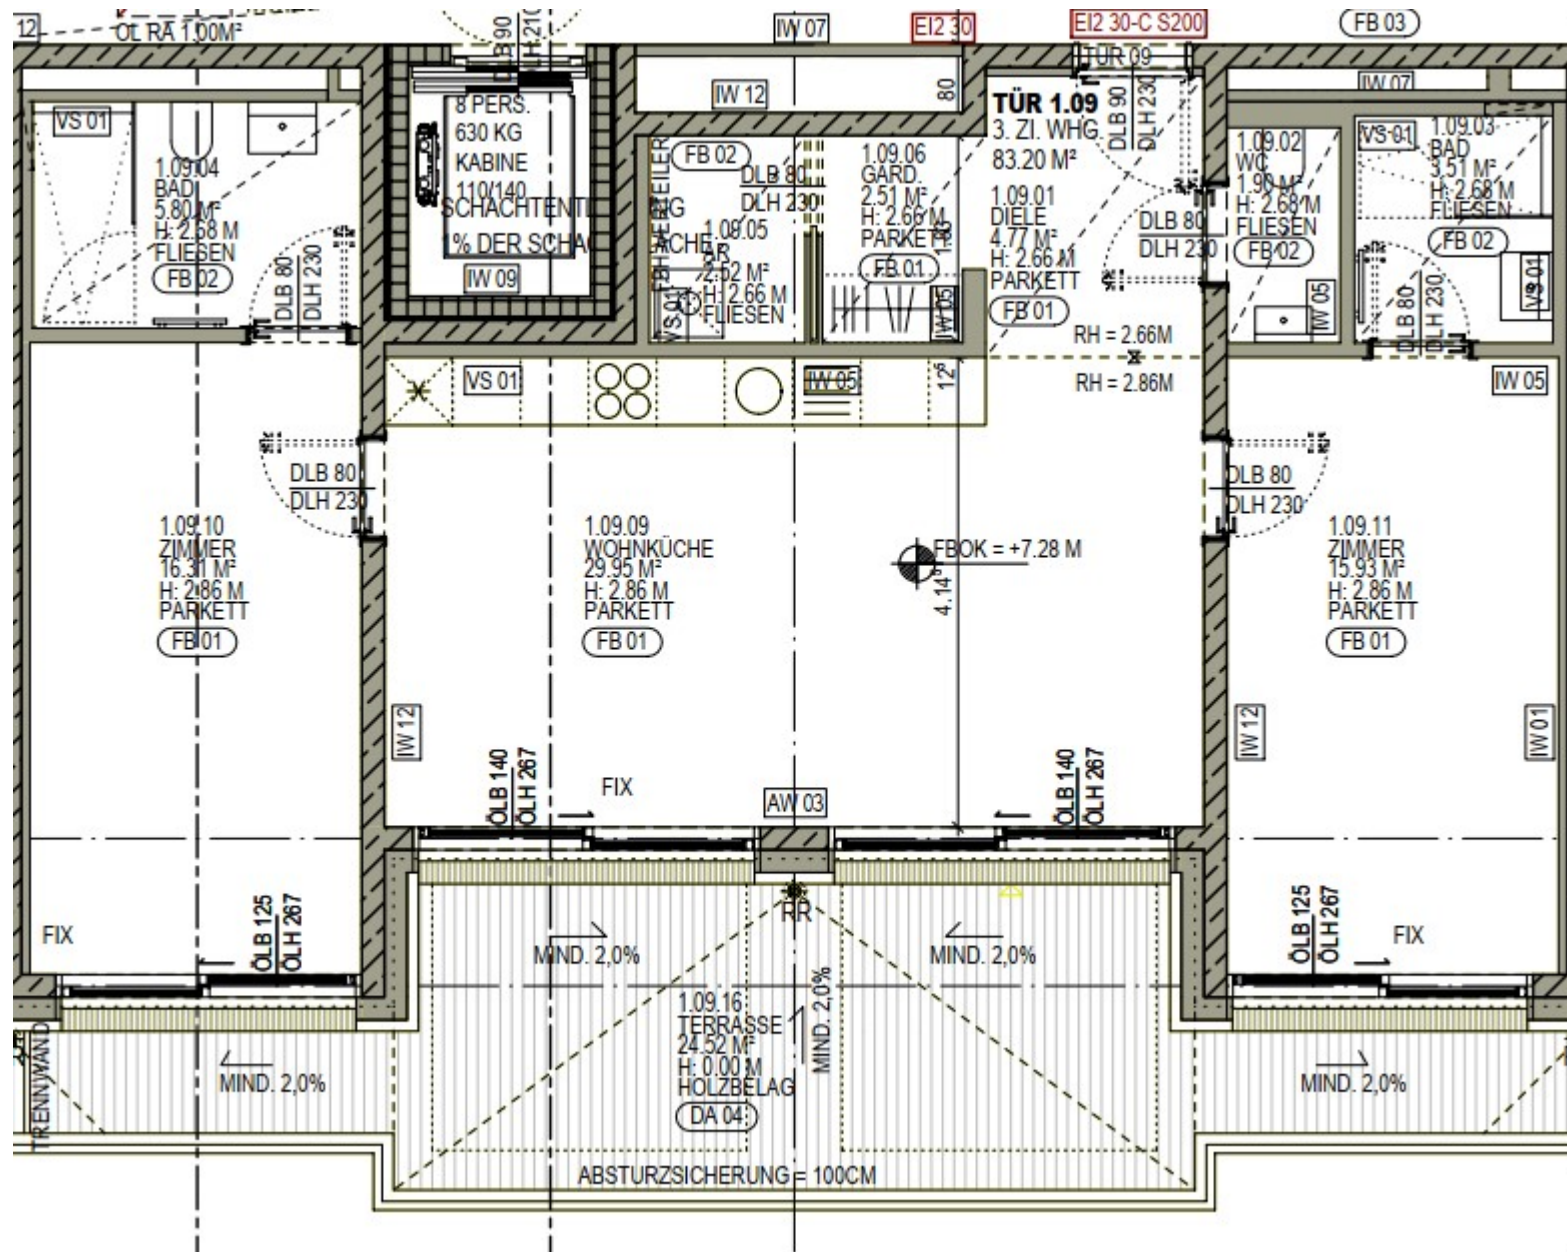 12
ÖL RA 1.00M²
DLB 90
DLH 210
IW 07
EI2 30
EI2 30-C S200
FB 03
TÜR 09
IW 07
VS 01
8 PERS.
630 KG
KABINE
110/140
1% DER
IW 09
IW 12
80
TÜR 1.09
3. ZI. WHG
83.20 M²
DLB 90
DLH 230
1.09.04
BAD
5.80 M²
H: 2.68 M
FLIESEN
FB 02
DLB 80
DLH 230
FB 02
DLB 80
DLH 230
1.09.05
AR
2.52 M²
H: 2.66 M
FLIESEN
VS 01
1.09.06
GARD.
2.51 M²
H: 2.66 M
PARKETT
FB 01
IW 05
1.09.01
DIELE
4.77 M²
H: 2.66 M
PARKETT
FB 01
DLB 80
DLH 230
1.09.02
WC
1.90 M²
H: 2.68 M
FLIESEN
FB 02
IW 05
VS 01
1.09.03
BAD
3.51 M²
H: 2.68 M
FLIESEN
FB 02
VS 01
DLB 80
DLH 230
RH = 2.66M
RH = 2.86M
VS 01
IW 05
12⁵
IW 05
DLB 80
DLH 230
DLB 80
DLH 230
1.09.10
ZIMMER
16.31 M²
H: 2.86 M
PARKETT
FB 01
1.09.09
WOHNKÜCHE
29.95 M²
H: 2.86 M
PARKETT
FB 01
FBOK = +7.28 M
4.14⁵
1.09.11
ZIMMER
15.93 M²
H: 2.86 M
PARKETT
FB 01
IW 12
IW 12
IW 01
ÖLB 140
ÖLH 267
FIX
AW 03
ÖLB 140
ÖLH 267
FIX
ÖLB 125
ÖLH 267
RR
MIND. 2,0%
MIND. 2,0%
ÖLB 125
ÖLH 267
FIX
1.09.16
TERRASSE
24.52 M²
H: 0.00 M
HOLZBELAG
DA 04
MIND. 2,0%
TRENNWAND
MIND. 2,0%
MIND. 2,0%
ABSTURZSICHERUNG = 100CM